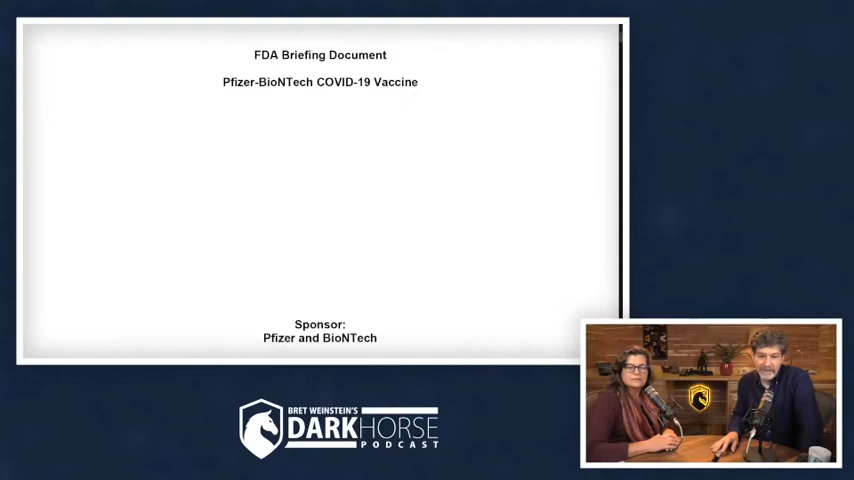 FDA Briefing Document
Pfizer-BioNTech COVID-19 Vaccine
Sponsor:
Pfizer and BioNTech
BRET WEINSTEIN'S
DARKHORSE
PODCAST